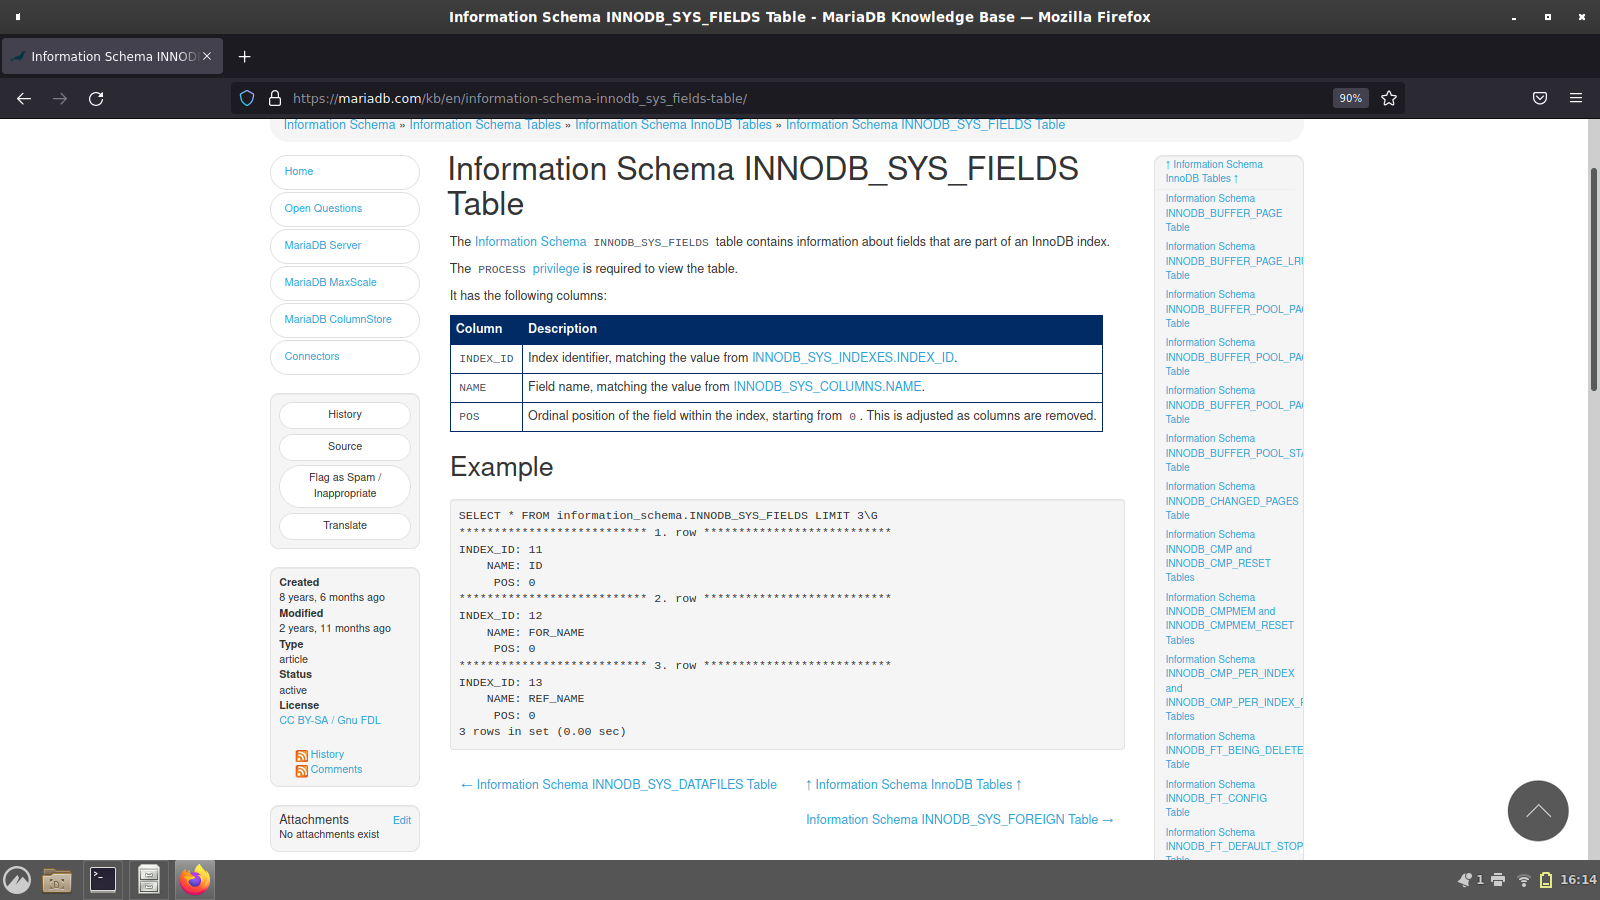 Information Schema INNODB_SYS_FIELDS Table - MariaDB Knowledge Base — Mozilla Firefox
Information Schema INNOD
https://mariadb.com/kb/en/information-schema-innodb_sys_fields-table/
90%
Information Schema » Information Schema Tables » Information Schema InnoDB Tables » Information Schema INNODB_SYS_FIELDS Table
Home
Open Questions
MariaDB Server
MariaDB MaxScale
MariaDB ColumnStore
Connectors
History
Source
Flag as Spam /
Inappropriate
Translate
Created
8 years, 6 months ago
Modified
2 years, 11 months ago
Type
article
Status
active
License
CC BY-SA / Gnu FDL
History
Comments
Attachments Edit
No attachments exist
Information Schema INNODB_SYS_FIELDS
Table
The Information Schema INNODB_SYS_FIELDS table contains information about fields that are part of an InnoDB index.
The PROCESS privilege is required to view the table.
It has the following columns:
Column Description
INDEX_ID Index identifier, matching the value from INNODB_SYS_INDEXES.INDEX_ID.
NAME Field name, matching the value from INNODB_SYS_COLUMNS.NAME.
POS Ordinal position of the field within the index, starting from 0 . This is adjusted as columns are removed.
Example
SELECT * FROM information_schema.INNODB_SYS_FIELDS LIMIT 3\G
*************************** 1. row ***************************
INDEX_ID: 11
NAME: ID
POS: 0
*************************** 2. row ***************************
INDEX_ID: 12
NAME: FOR_NAME
POS: 0
*************************** 3. row ***************************
INDEX_ID: 13
NAME: REF_NAME
POS: 0
3 rows in set (0.00 sec)
← Information Schema INNODB_SYS_DATAFILES Table ↑ Information Schema InnoDB Tables ↑
Information Schema INNODB_SYS_FOREIGN Table →
↑ Information Schema
InnoDB Tables ↑
Information Schema
INNODB_BUFFER_PAGE
Table
Information Schema
INNODB_BUFFER_PAGE_LR
Table
Information Schema
INNODB_BUFFER_POOL_PA
Table
Information Schema
INNODB_BUFFER_POOL_PA
Table
Information Schema
INNODB_BUFFER_POOL_PA
Table
Information Schema
INNODB_BUFFER_POOL_STA
Table
Information Schema
INNODB_CHANGED_PAGES
Table
Information Schema
INNODB_CMP and
INNODB_CMP_RESET
Tables
Information Schema
INNODB_CMPMEM and
INNODB_CMPMEM_RESET
Tables
Information Schema
INNODB_CMP_PER_INDEX
and
INNODB_CMP_PER_INDEX_R
Tables
Information Schema
INNODB_FT_BEING_DELETE
Table
Information Schema
INNODB_FT_CONFIG
Table
Information Schema
INNODB_FT_DEFAULT_STOP
Table
1
16:14